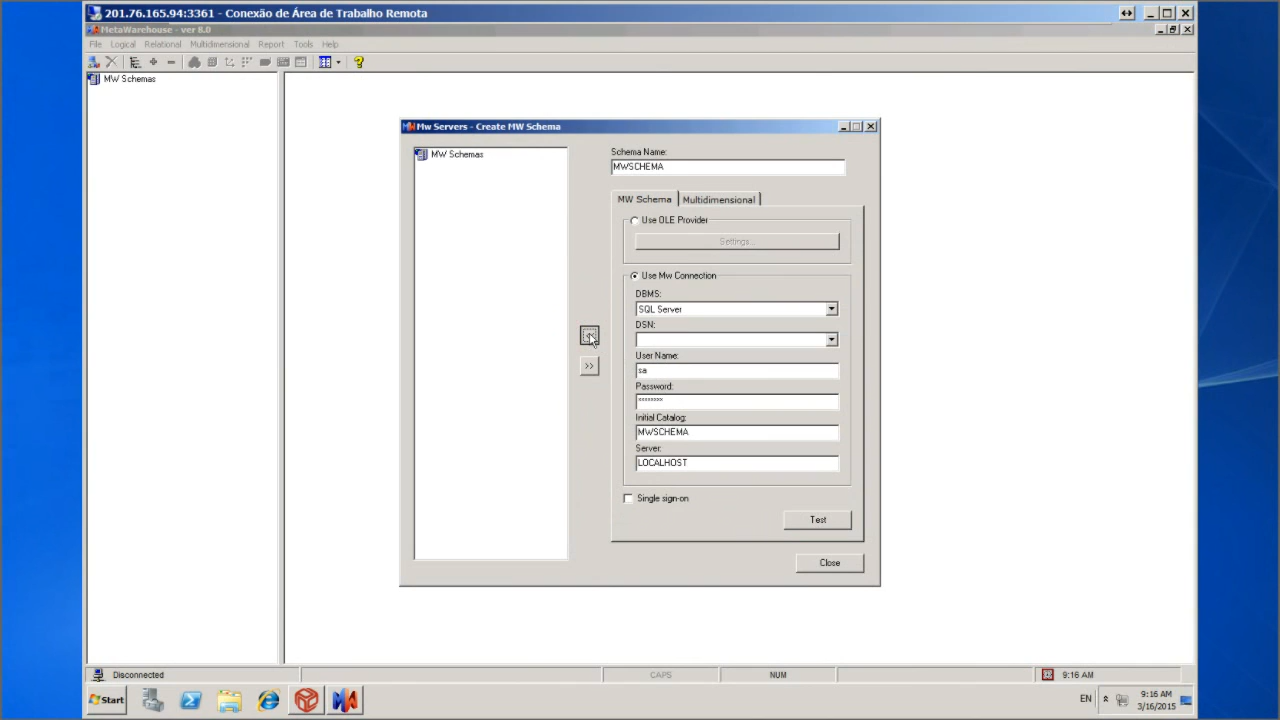 201.76.165.94:3361 - Conexão de Área de Trabalho Remota
MetaWarehouse - ver 8.0
File Logical Relational Multidimensional Report Tools Help
MW Schemas
Mw Servers - Create MW Schema
MW Schemas
Schema Name:
MWSCHEMA
MW Schema Multidimensional
Use OLE Provider
Settings...
Use Mw Connection
DBMS:
SQL Server
DSN:
User Name:
sa
Password:
********
Initial Catalog:
MWSCHEMA
Server:
LOCALHOST
>>
Single sign-on
Test
Close
Disconnected CAPS NUM 9:16 AM
Start EN 9:16 AM
3/16/2015